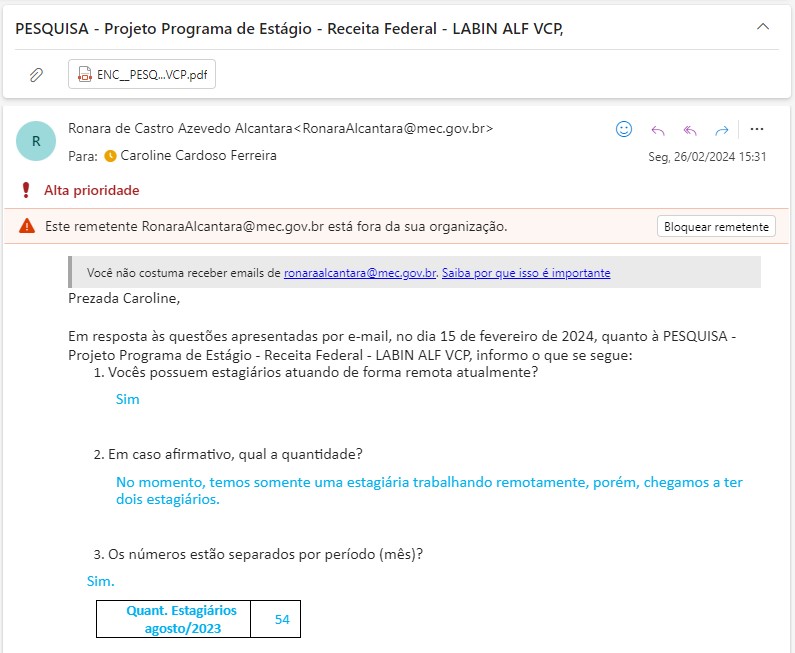 PESQUISA - Projeto Programa de Estágio - Receita Federal - LABIN ALF VCP,
ENC__PESQ...VCP.pdf
R
Ronara de Castro Azevedo Alcantara<RonaraAlcantara@mec.gov.br>
Para: Caroline Cardoso Ferreira
Seg, 26/02/2024 15:31
Alta prioridade
Este remetente RonaraAlcantara@mec.gov.br está fora da sua organização.
Bloquear remetente
Você não costuma receber emails de ronaraalcantara@mec.gov.br. Saiba por que isso é importante
Prezada Caroline,
Em resposta às questões apresentadas por e-mail, no dia 15 de fevereiro de 2024, quanto à PESQUISA -
Projeto Programa de Estágio - Receita Federal - LABIN ALF VCP, informo o que se segue:
1. Vocês possuem estagiários atuando de forma remota atualmente?
Sim
2. Em caso afirmativo, qual a quantidade?
No momento, temos somente uma estagiária trabalhando remotamente, porém, chegamos a ter
dois estagiários.
3. Os números estão separados por período (mês)?
Sim.
Quant. Estagiários
agosto/2023
54